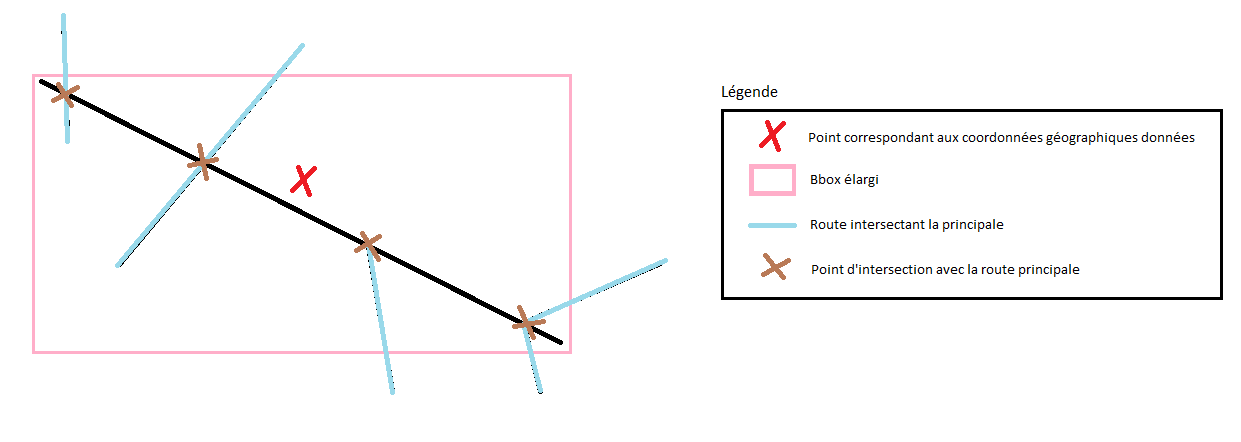 Légende
Point correspondant aux coordonnées géographiques données
Bbox élargi
Route intersectant la principale
Point d'intersection avec la route principale